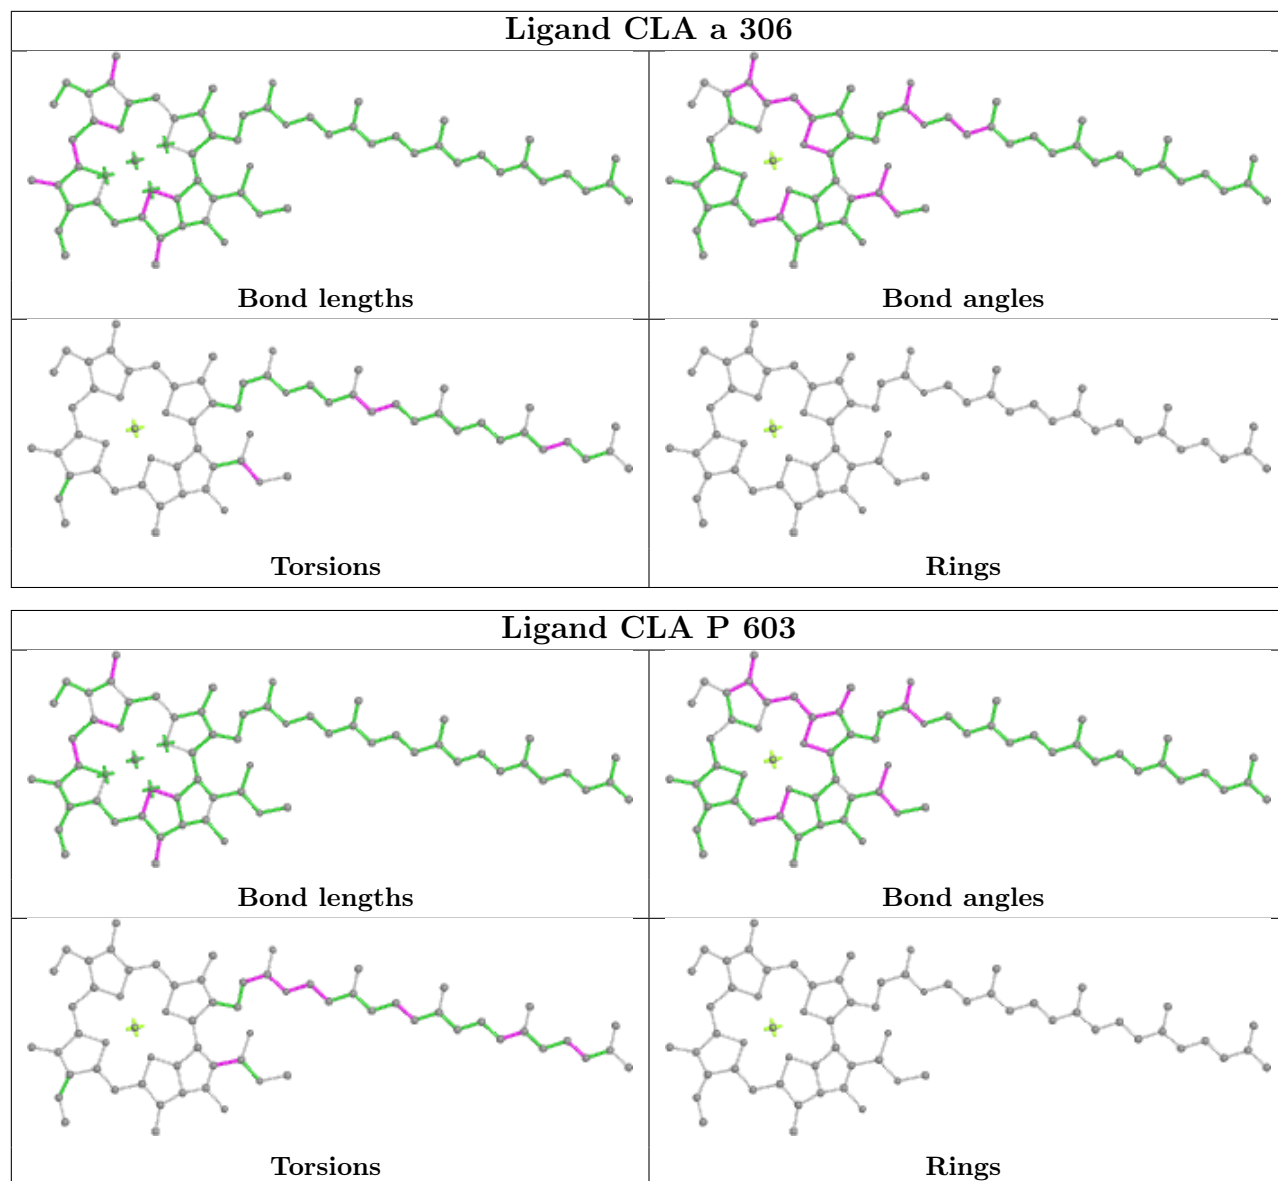 Ligand CLA a 306
Bond lengths
Bond angles
Torsions
Rings
Ligand CLA P 603
Bond lengths
Bond angles
Torsions
Rings